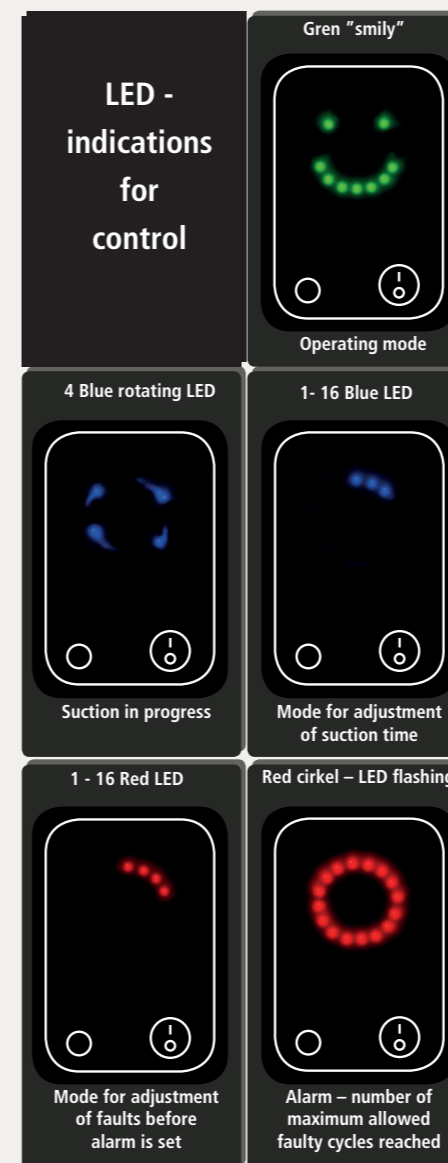 LED -
indications
for
control
Gren ”smily”
Operating mode
4 Blue rotating LED
Suction in progress
1- 16 Blue LED
Mode for adjustment
of suction time
1 - 16 Red LED
Mode for adjustment
of faults before
alarm is set
Red cirkel – LED flashing
Alarm – number of
maximum allowed
faulty cycles reached